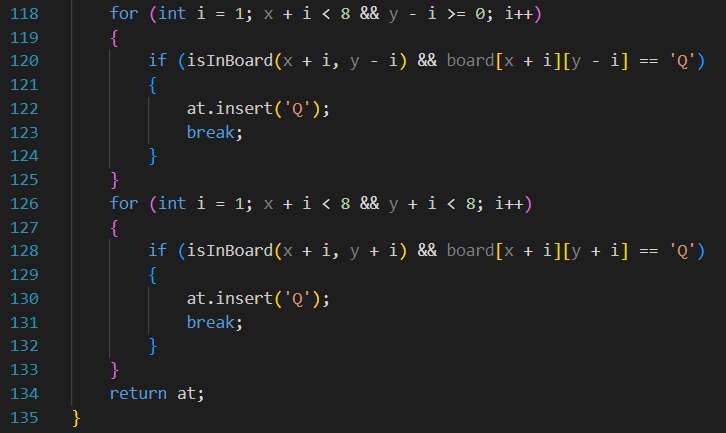 118 for (int i = 1; x + i < 8 && y - i >= 0; i++)
119 {
120 if (isInBoard(x + i, y - i) && board[x + i][y - i] == 'Q')
121 {
122 at.insert('Q');
123 break;
124 }
125 }
126 for (int i = 1; x + i < 8 && y + i < 8; i++)
127 {
128 if (isInBoard(x + i, y + i) && board[x + i][y + i] == 'Q')
129 {
130 at.insert('Q');
131 break;
132 }
133 }
134 return at;
135 }